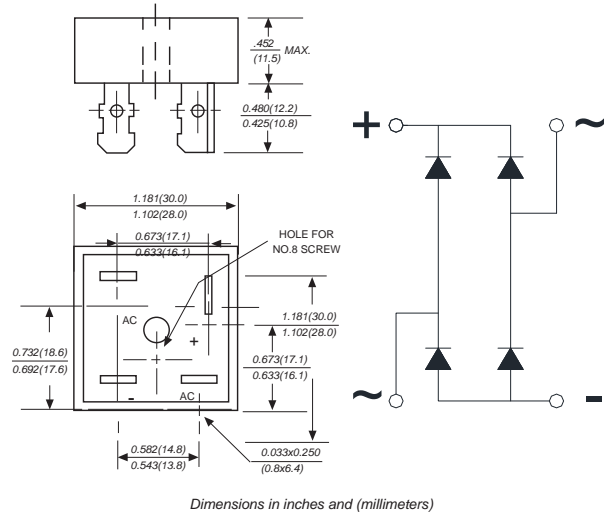 .452
(11.5)
MAX.
0.480(12.2)
0.425(10.8)
+
~
1.181(30.0)
1.102(28.0)
0.673(17.1)
0.633(16.1)
HOLE FOR
NO.8 SCREW
AC
+
1.181(30.0)
1.102(28.0)
0.732(18.6)
0.692(17.6)
0.673(17.1)
0.633(16.1)
-
AC
~
-
0.582(14.8)
0.543(13.8)
0.033x0.250
(0.8x6.4)
Dimensions in inches and (millimeters)